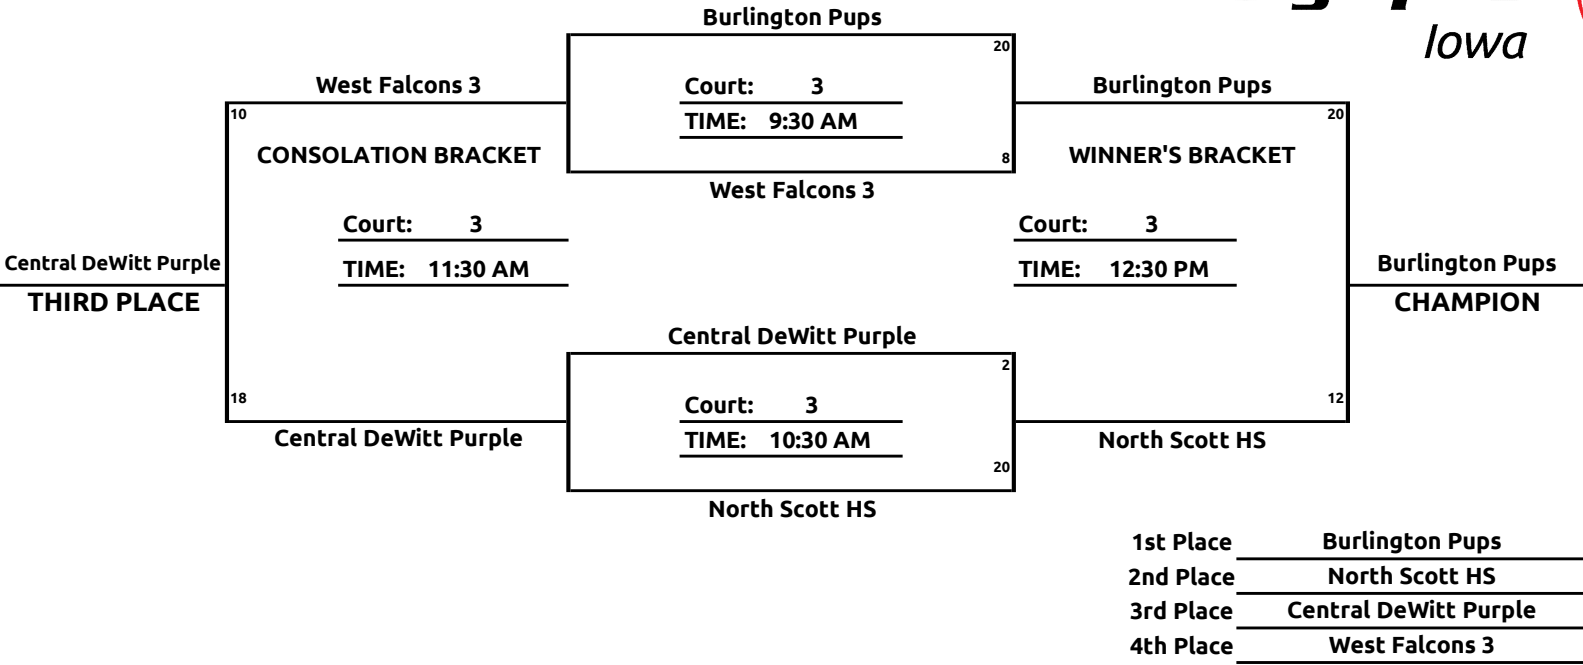 Iowa
Burlington Pups
20
Court: 3
TIME: 9:30 AM
8
West Falcons 3
West Falcons 3
10
CONSOLATION BRACKET
Court: 3
TIME: 11:30 AM
18
Central DeWitt Purple
Central DeWitt Purple
THIRD PLACE
Central DeWitt Purple
2
Court: 3
TIME: 10:30 AM
20
North Scott HS
Burlington Pups
20
WINNER'S BRACKET
Court: 3
TIME: 12:30 PM
12
North Scott HS
Burlington Pups
CHAMPION
1st Place Burlington Pups
2nd Place North Scott HS
3rd Place Central DeWitt Purple
4th Place West Falcons 3